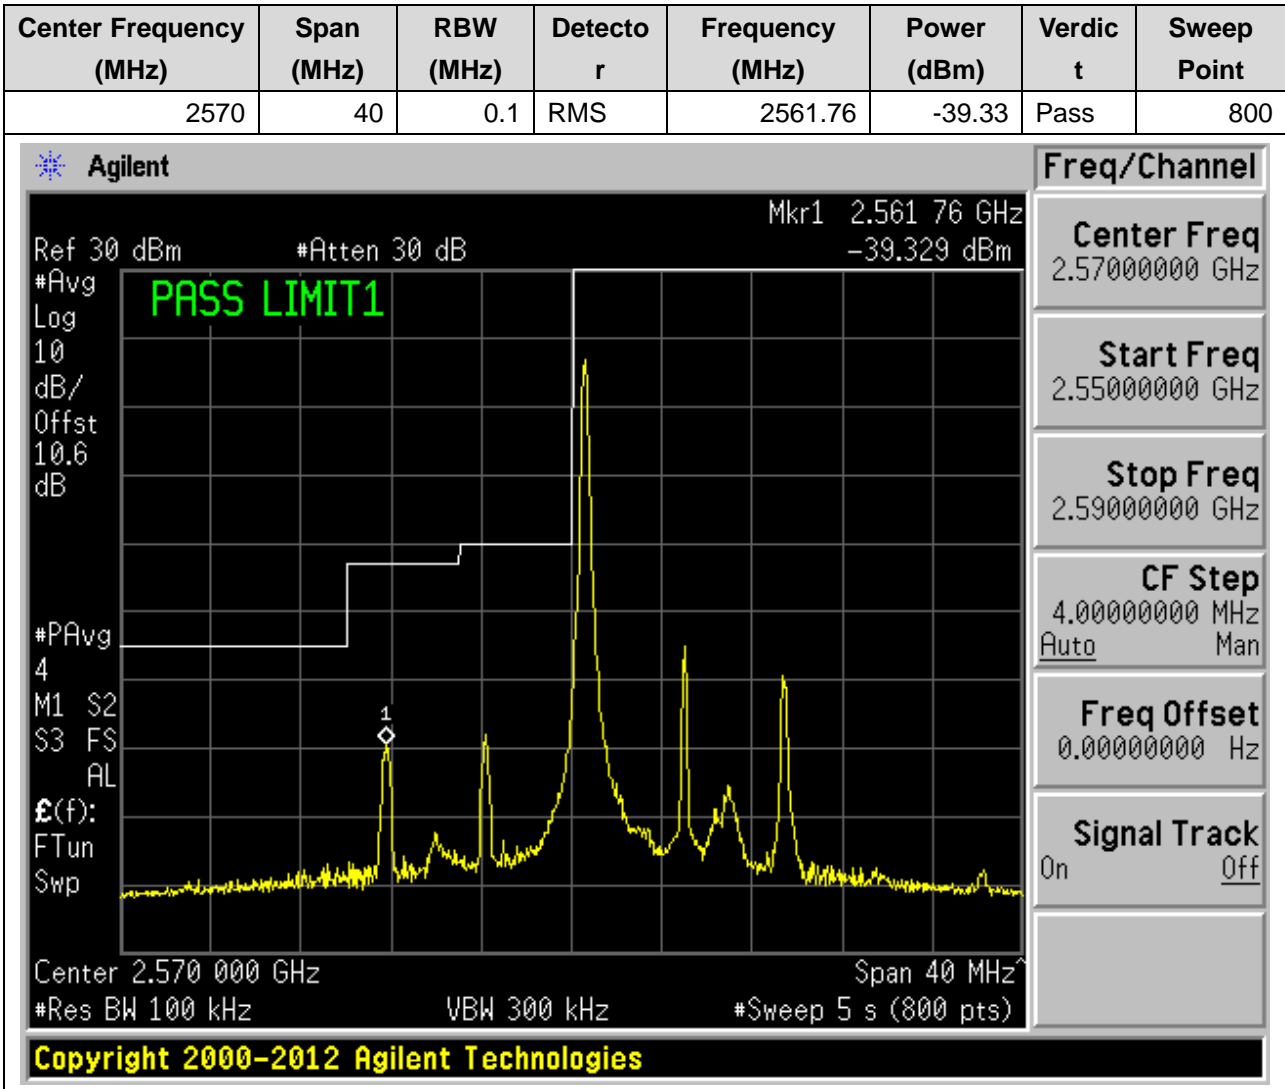 Center Frequency (MHz) Span (MHz) RBW (MHz) Detecto r Frequency (MHz) Power (dBm) Verdic t Sweep Point
2570 40 0.1 RMS 2561.76 -39.33 Pass 800
Agilent
Freq/Channel
Mkr1 2.561 76 GHz
Ref 30 dBm #Atten 30 dB -39.329 dBm
#Avg
Log
10
dB/
Offst
10.6
dB
PASS LIMIT1
#PAvg
4
M1 S2
S3 FS
AL
£(f):
FTun
Swp
1
Center 2.570 000 GHz Span 40 MHz^
#Res BW 100 kHz VBW 300 kHz #Sweep 5 s (800 pts)
Center Freq
2.57000000 GHz
Start Freq
2.55000000 GHz
Stop Freq
2.59000000 GHz
CF Step
4.00000000 MHz
Auto Man
Freq Offset
0.00000000 Hz
Signal Track
On Off
Copyright 2000-2012 Agilent Technologies